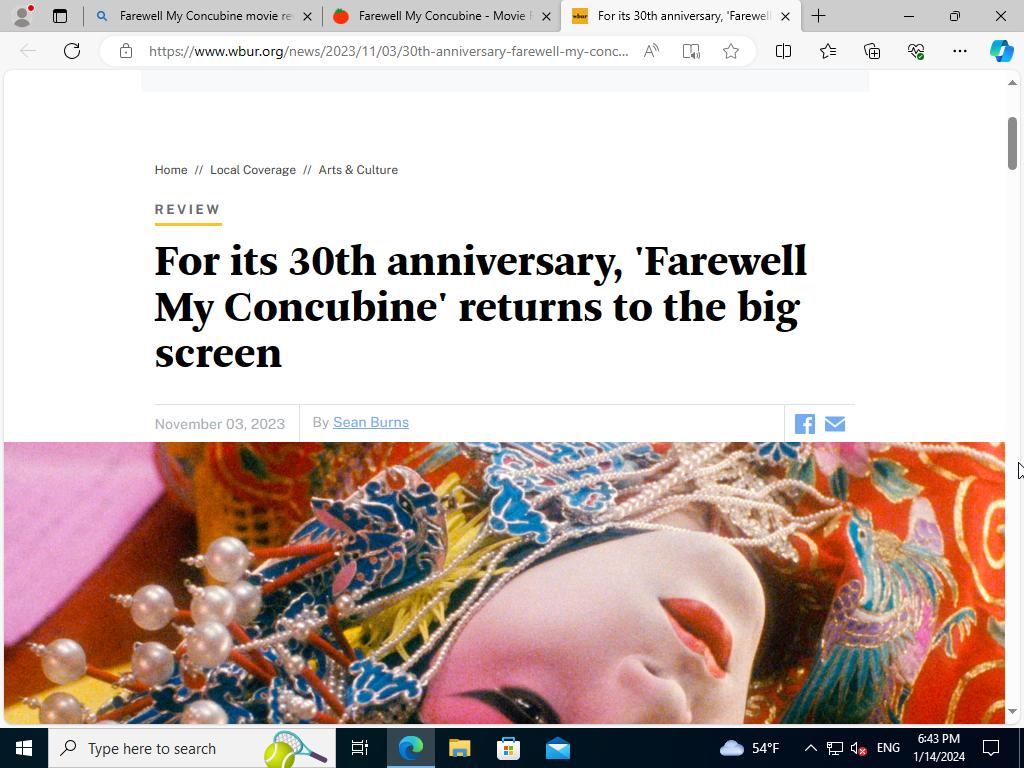 Farewell My Concubine movie re
Farewell My Concubine - Movie
wbur
For its 30th anniversary, 'Farewell
https://www.wbur.org/news/2023/11/03/30th-anniversary-farewell-my-conc...
Home // Local Coverage // Arts & Culture
REVIEW
For its 30th anniversary, 'Farewell
My Concubine' returns to the big
screen
November 03, 2023
By Sean Burns
Type here to search
54°F
ENG
6:43 PM
1/14/2024